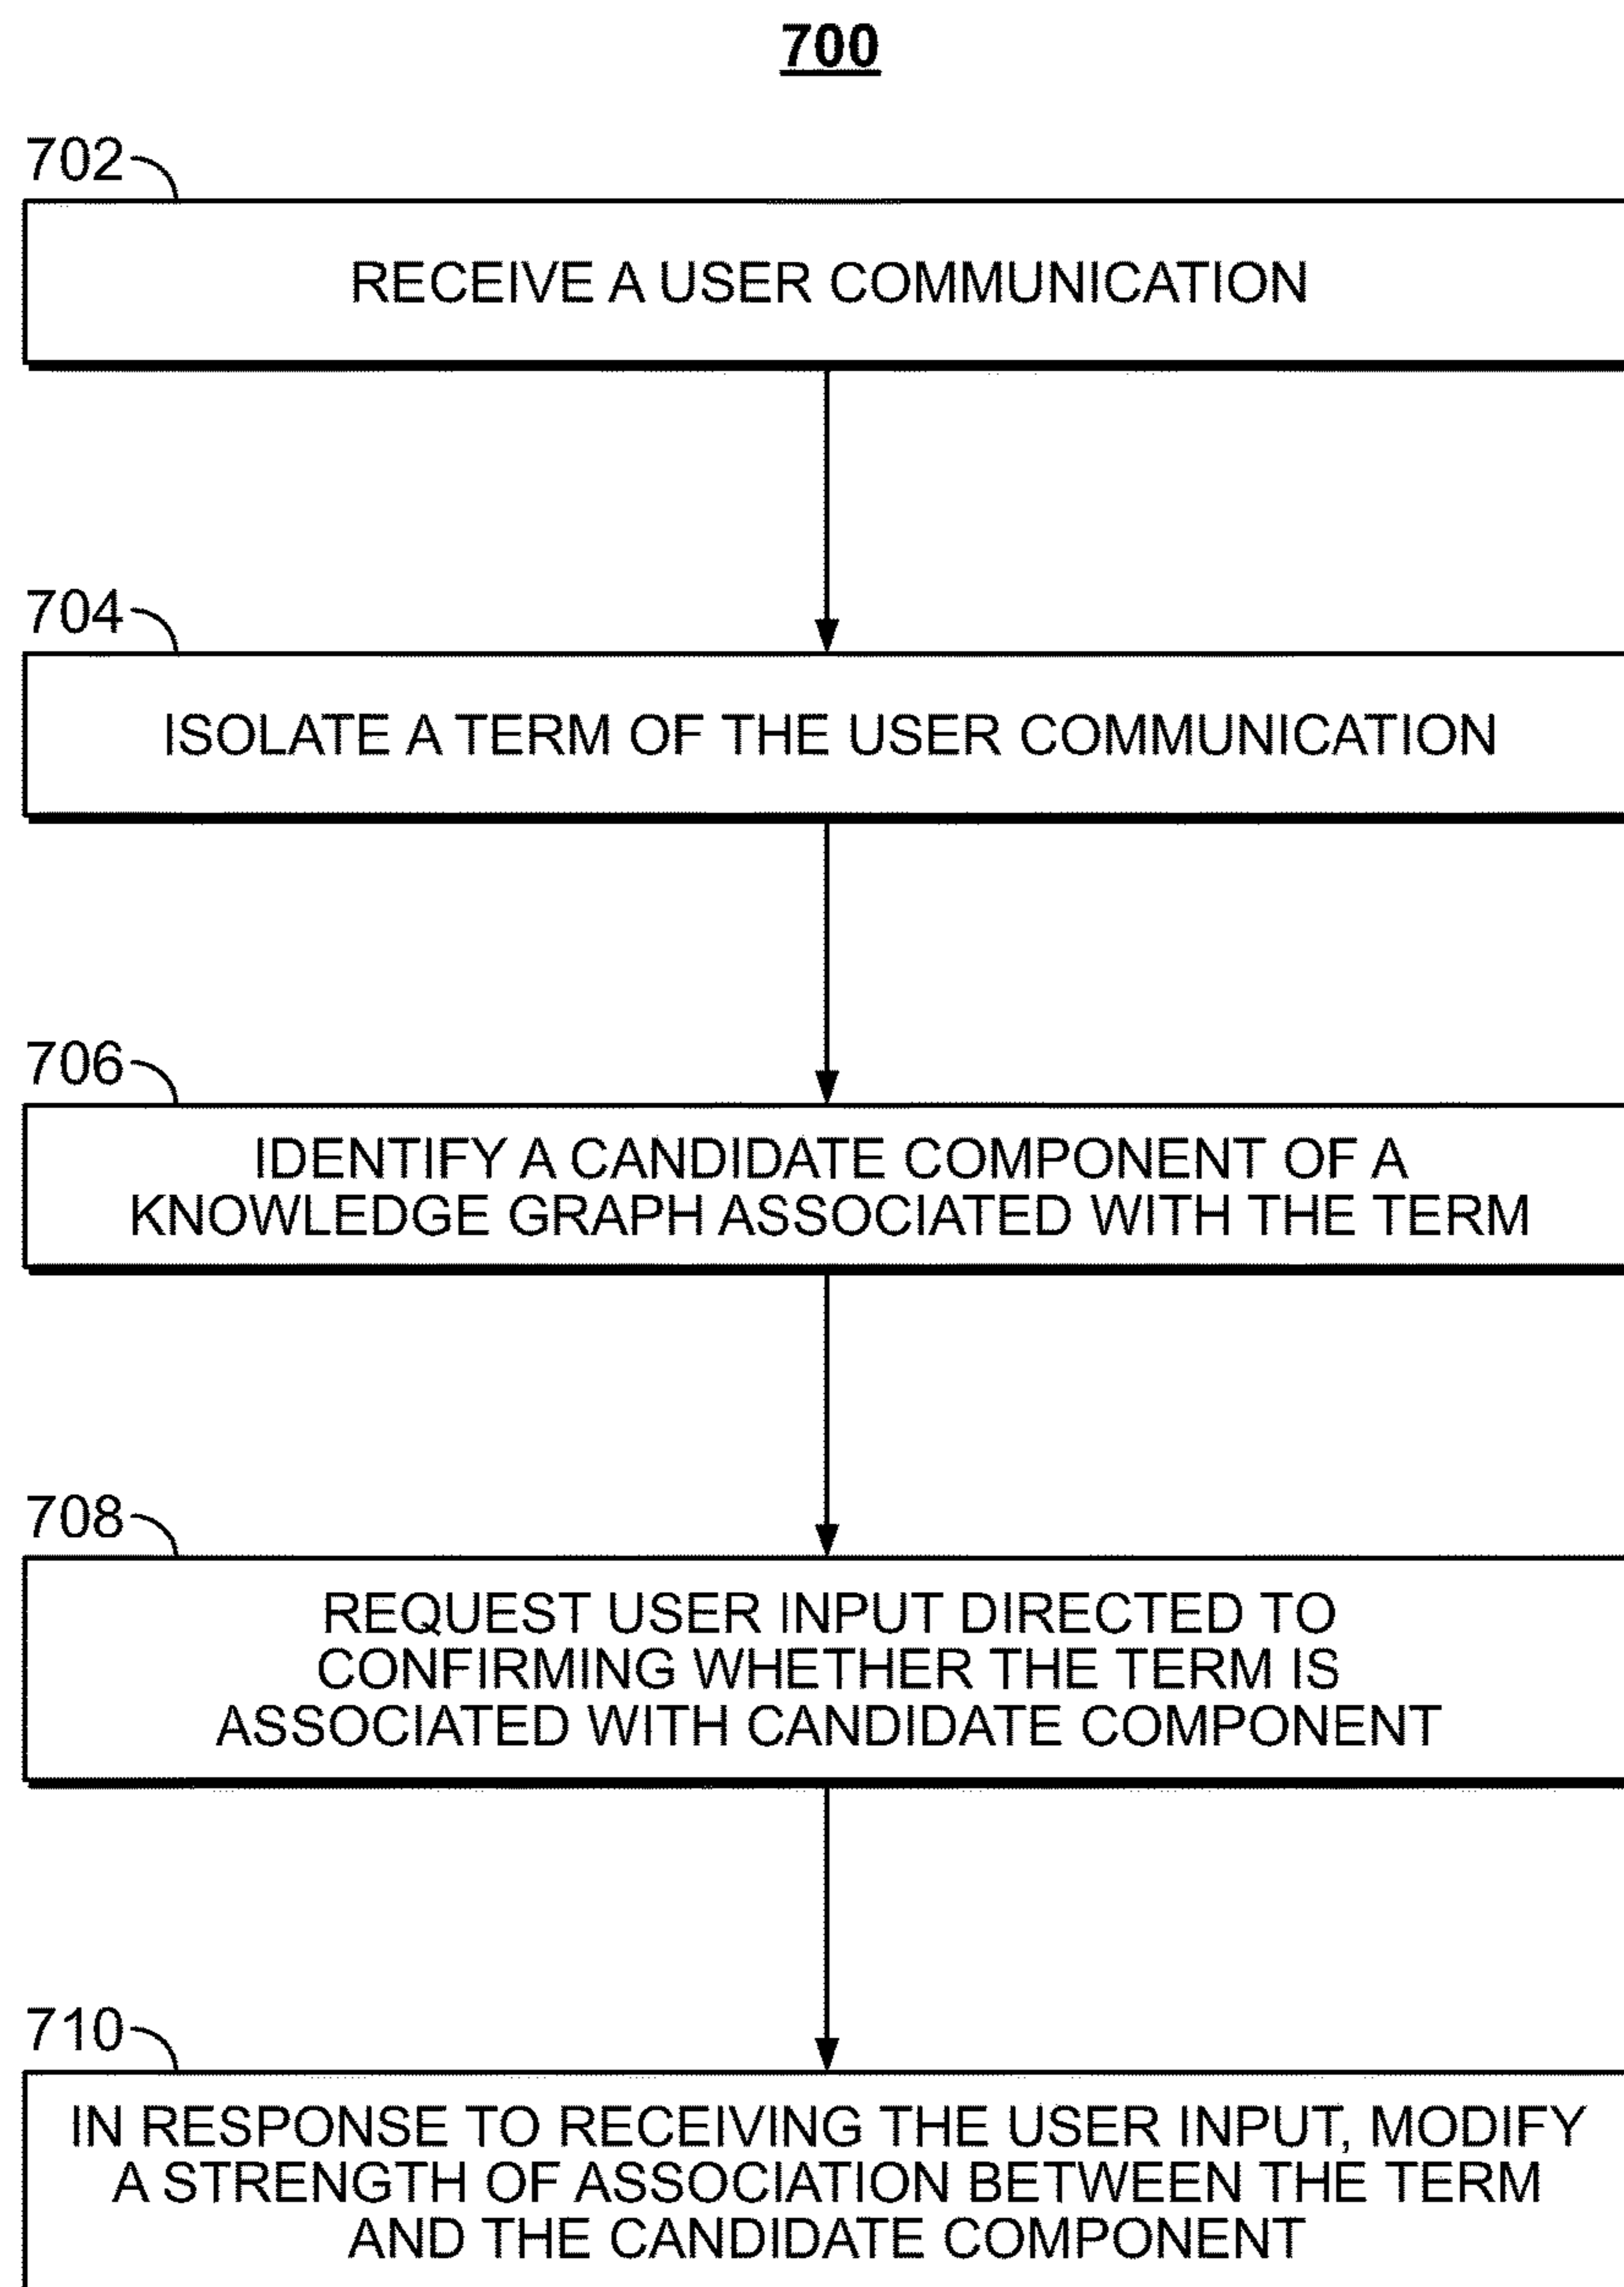 700
702
RECEIVE A USER COMMUNICATION
704
ISOLATE A TERM OF THE USER COMMUNICATION
706
IDENTIFY A CANDIDATE COMPONENT OF A
KNOWLEDGE GRAPH ASSOCIATED WITH THE TERM
708
REQUEST USER INPUT DIRECTED TO
CONFIRMING WHETHER THE TERM IS
ASSOCIATED WITH CANDIDATE COMPONENT
710
IN RESPONSE TO RECEIVING THE USER INPUT, MODIFY
A STRENGTH OF ASSOCIATION BETWEEN THE TERM
AND THE CANDIDATE COMPONENT